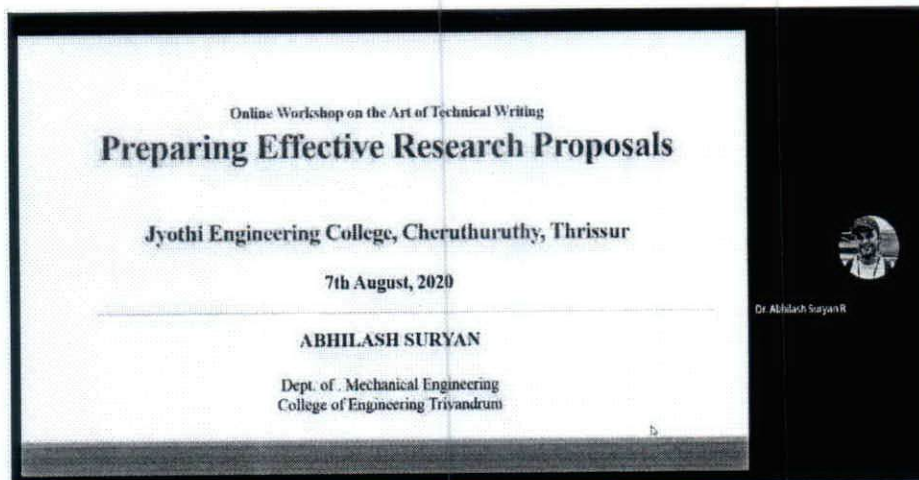 Online Workshop on the Art of Technical Writing
Preparing Effective Research Proposals
Jyothi Engineering College, Cheruthuruthy, Thrissur
7th August, 2020
ABHILASH SURYAN
Dept. of . Mechanical Engineering
College of Engineering Trivandrum
Dr. Abhilash Suryan R